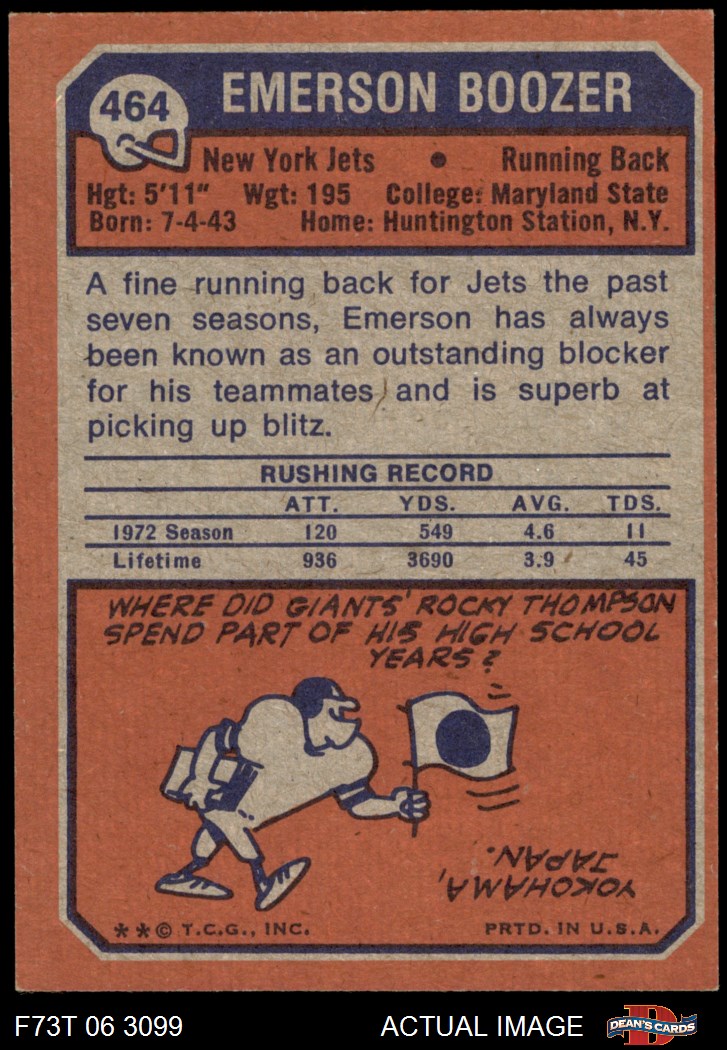 464
EMERSON BOOZER
New York Jets • Running Back
Hgt: 5'11" Wgt: 195 College: Maryland State
Born: 7-4-43 Home: Huntington Station, N.Y.
A fine running back for Jets the past
seven seasons, Emerson has always
been known as an outstanding blocker
for his teammates and is superb at
picking up blitz.
RUSHING RECORD
ATT. YDS. AVG. TDS.
1972 Season 120 549 4.6 11
Lifetime 936 3690 3.9 45
WHERE DID GIANTS' ROCKY THOMPSON
SPEND PART OF HIS HIGH SCHOOL
YEARS?
YOKOHAMA,
JAPAN.
**© T.C.G., INC. PRTD. IN U.S.A.
F73T 06 3099 ACTUAL IMAGE DEAN'S CARDS